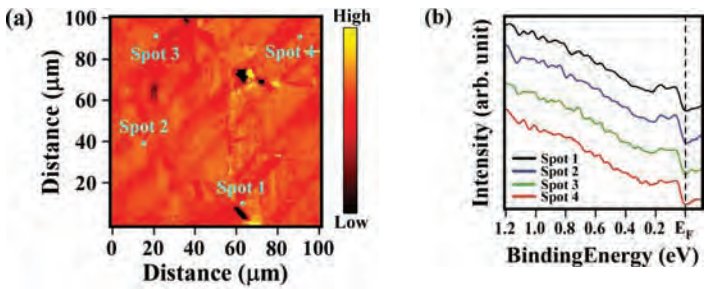 (a)
100
80
60
40
20
0
20
40
60
80
100
Distance (µm)
Distance (µm)
Spot 3
Spot 4
Spot 2
Spot 1
High
Low
(b)
Intensity (arb. unit)
Spot 1
Spot 2
Spot 3
Spot 4
1.2 1.0 0.8 0.6 0.4 0.2 EF
BindingEnergy (eV)